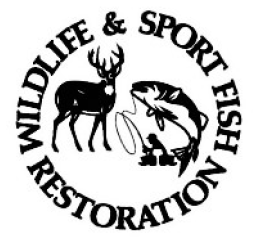 WILDLIFE & SPORT FISH
RESTORATION